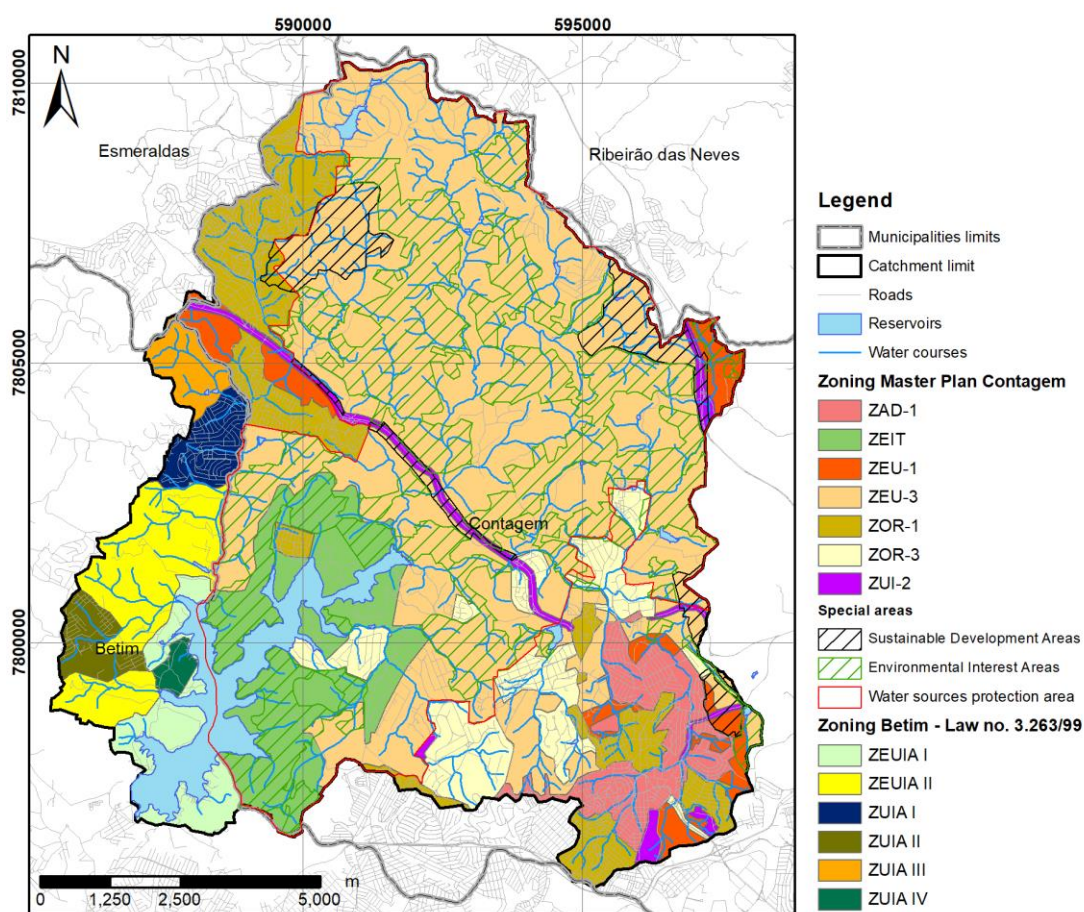 590000 595000
N
7810000
Esmeraldas
Ribeirão das Neves
7805000
Contagem
7800000
Betim
m
0 1,250 2,500 5,000
Legend
Municipalities limits
Catchment limit
Roads
Reservoirs
Water courses
Zoning Master Plan Contagem
ZAD-1
ZEIT
ZEU-1
ZEU-3
ZOR-1
ZOR-3
ZUI-2
Special areas
Sustainable Development Areas
Environmental Interest Areas
Water sources protection area
Zoning Betim - Law no. 3.263/99
ZEUIA I
ZEUIA II
ZUIA I
ZUIA II
ZUIA III
ZUIA IV